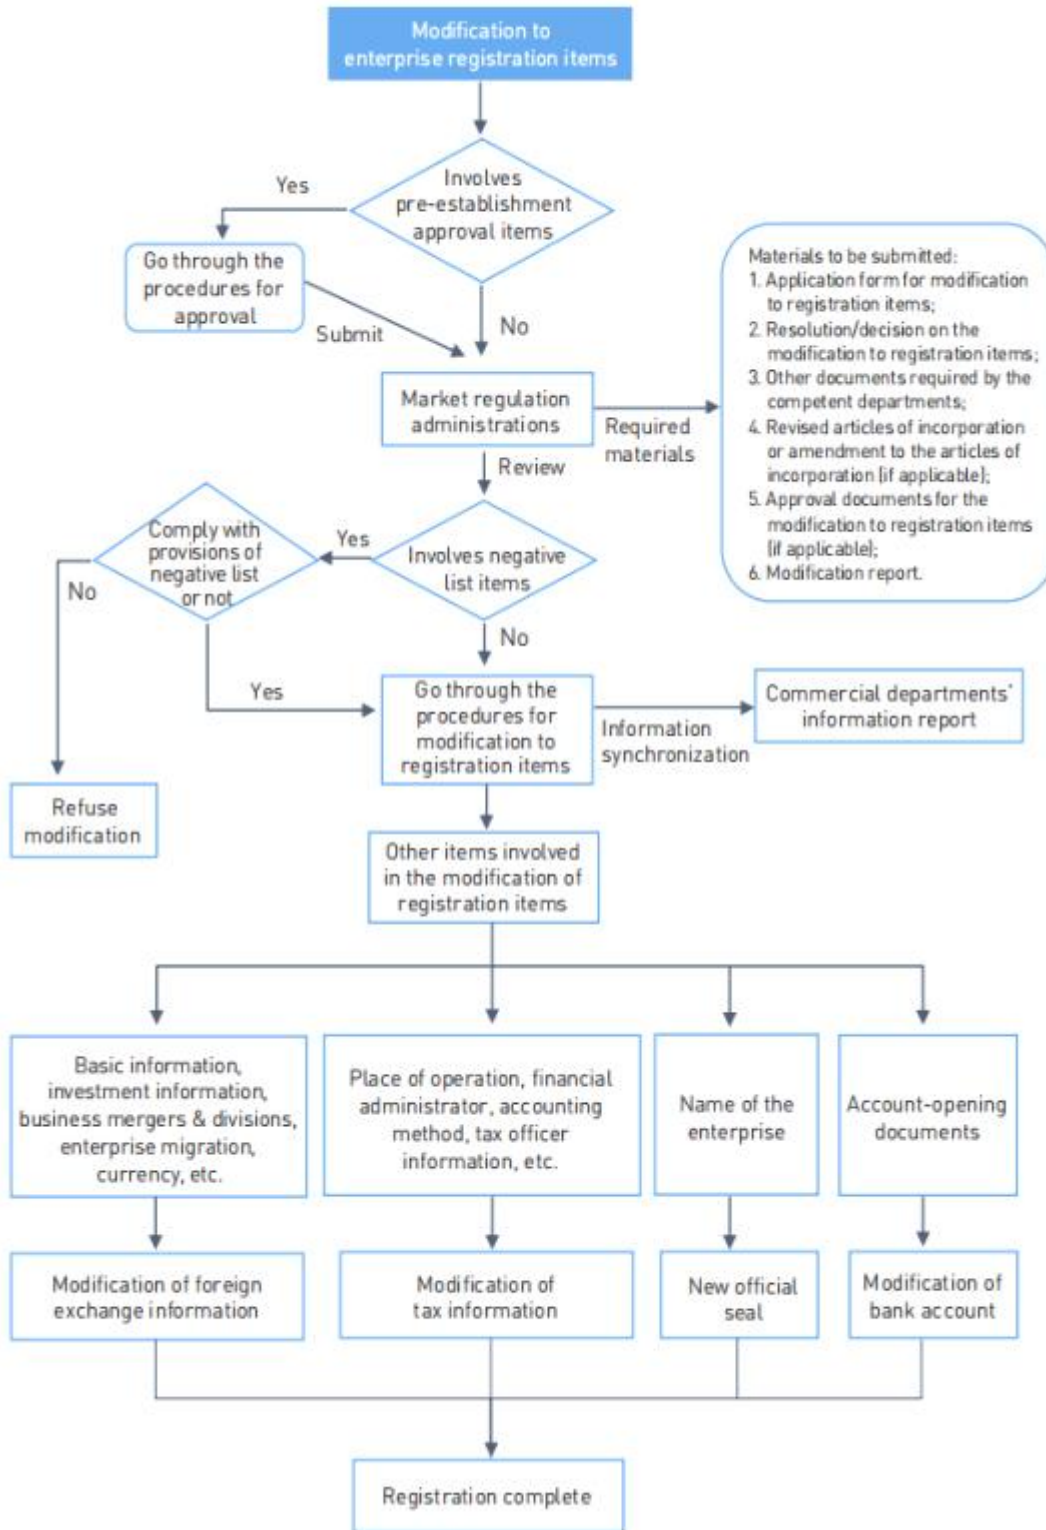 Modification to
enterprise registration items
Involves
pre-establishment
approval items
Yes
Go through the
procedures for
approval
Submit
No
Market regulation
administrations
Required
materials
Materials to be submitted:
1. Application form for modification
to registration items;
2. Resolution/decision on the
modification to registration items;
3. Other documents required by the
competent departments;
4. Revised articles of incorporation
or amendment to the articles of
incorporation (if applicable);
5. Approval documents for the
modification to registration items
(if applicable);
6. Modification report.
Review
Involves negative
list items
Yes
Comply with
provisions of
negative list
or not
No
Refuse
modification
Yes
No
Go through the
procedures for
modification to
registration items
Information
synchronization
Commercial departments'
information report
Other items involved
in the modification of
registration items
Basic information,
investment information,
business mergers & divisions,
enterprise migration,
currency, etc.
Place of operation, financial
administrator, accounting
method, tax officer
information, etc.
Name of the
enterprise
Account-opening
documents
Modification of foreign
exchange information
Modification of
tax information
New official
seal
Modification of
bank account
Registration complete